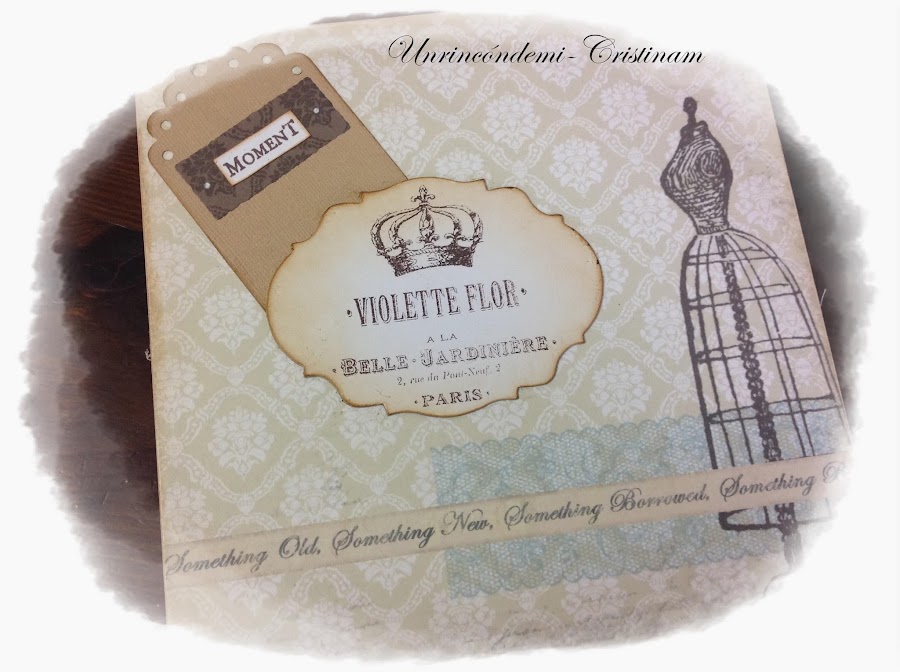 Unrincóndemi-Cristinam
MOMENT
·VIOLETTE FLOR·
A LA
BELLE-JARDINIÈRE
2, rue du Pont-Neuf. 2
·PARIS·
Something Old, Something New, Something Borrowed, Something B